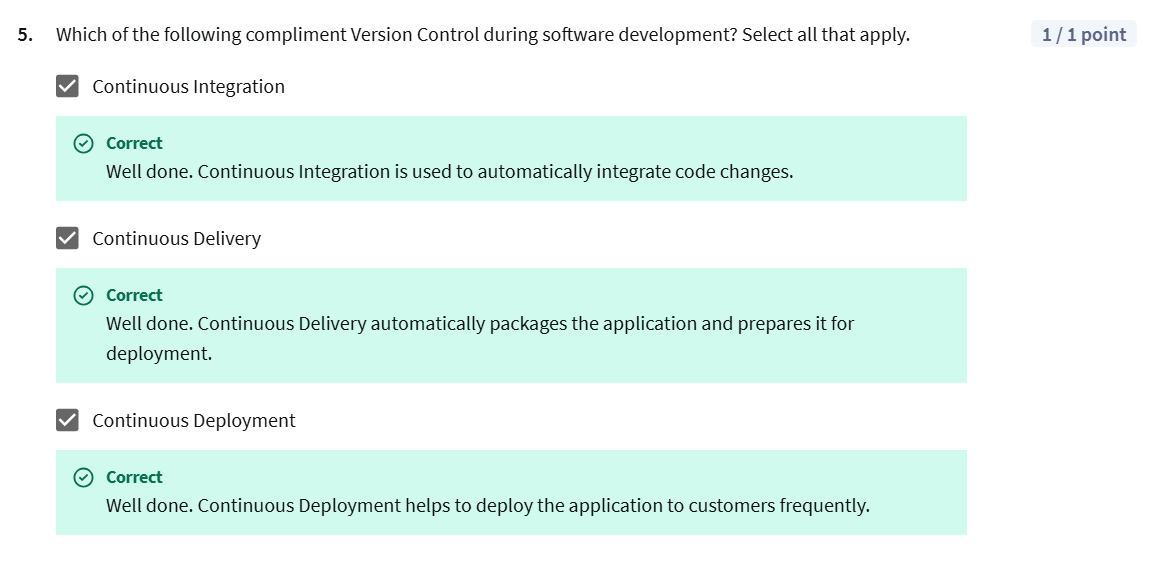 5. Which of the following compliment Version Control during software development? Select all that apply. 1 / 1 point
Continuous Integration
Correct
Well done. Continuous Integration is used to automatically integrate code changes.
Continuous Delivery
Correct
Well done. Continuous Delivery automatically packages the application and prepares it for
deployment.
Continuous Deployment
Correct
Well done. Continuous Deployment helps to deploy the application to customers frequently.